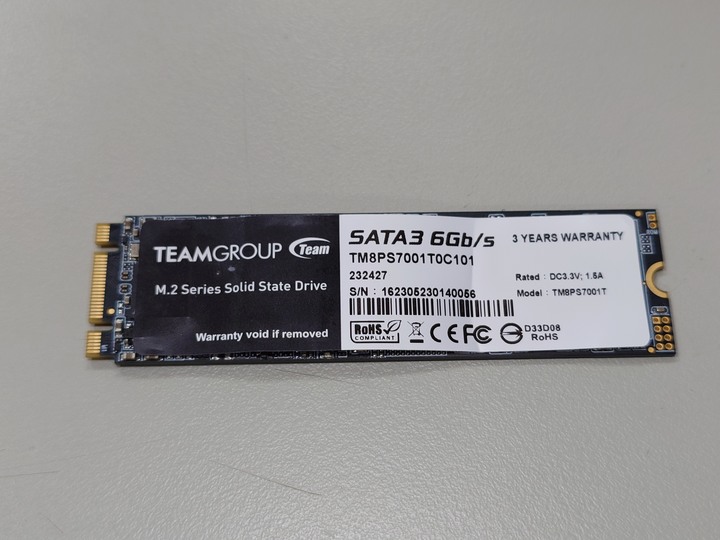 TEAMGROUP Team
M.2 Series Solid State Drive
Warranty void if removed
SATA3 6Gb/s
3 YEARS WARRANTY
TM8PS7001T0C101
232427
Rated : DC3.3V; 1.5A
S/N : 162305230140056
Model : TM8PS7001T
RoHS
COMPLIANT
CE FC
D33D08
RoHS